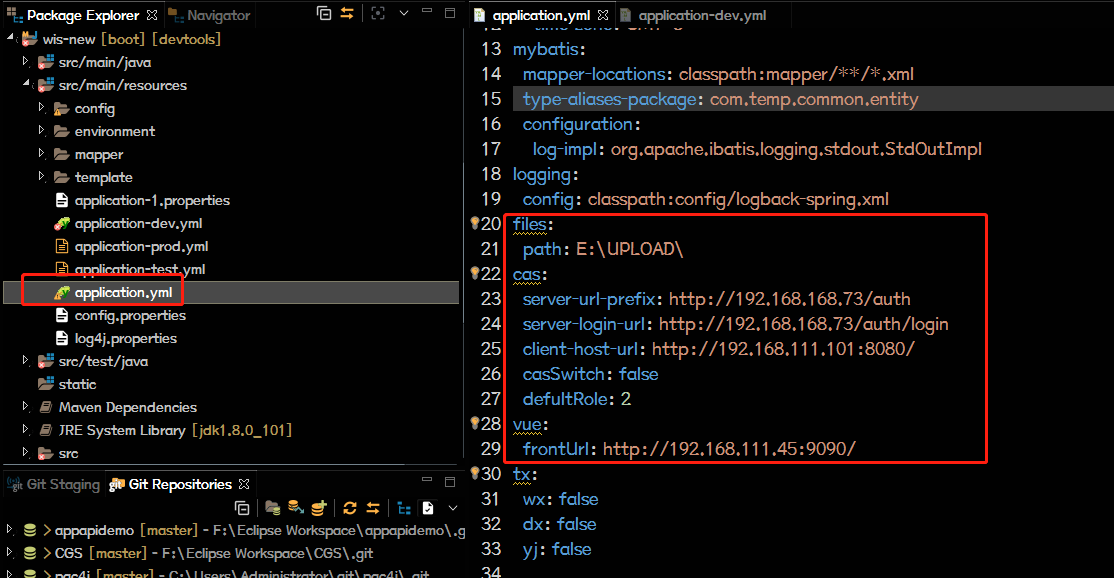 Package Explorer
Navigator
wis-new [boot] [devtools]
src/main/java
src/main/resources
config
environment
mapper
template
application-1.properties
application-dev.yml
application-prod.yml
application-test.yml
application.yml
config.properties
log4j.properties
src/test/java
static
Maven Dependencies
JRE System Library [jdk1.8.0_101]
src
Git Staging
Git Repositories
appapidemo [master] - F:\Eclipse Workspace\appapidemo\.g
CGS [master] - F:\Eclipse Workspace\CGS\.git
pac4j [master] - C:\Users\Administrator\git\pac4j\.git
application.yml
application-dev.yml
13 mybatis:
14 mapper-locations: classpath:mapper/**/*.xml
15 type-aliases-package: com.temp.common.entity
16 configuration:
17 log-impl: org.apache.ibatis.logging.stdout.StdOutImpl
18 logging:
19 config: classpath:config/logback-spring.xml
20 files:
21 path: E:\UPLOAD\
22 cas:
23 server-url-prefix: http://192.168.168.73/auth
24 server-login-url: http://192.168.168.73/auth/login
25 client-host-url: http://192.168.111.101:8080/
26 casSwitch: false
27 defultRole: 2
28 vue:
29 frontUrl: http://192.168.111.45:9090/
30 tx:
31 wx: false
32 dx: false
33 yj: false
34